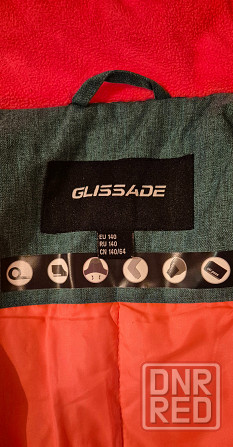 GLISSADE
EU 140
RU 140
CN 140/64
DNR
RED